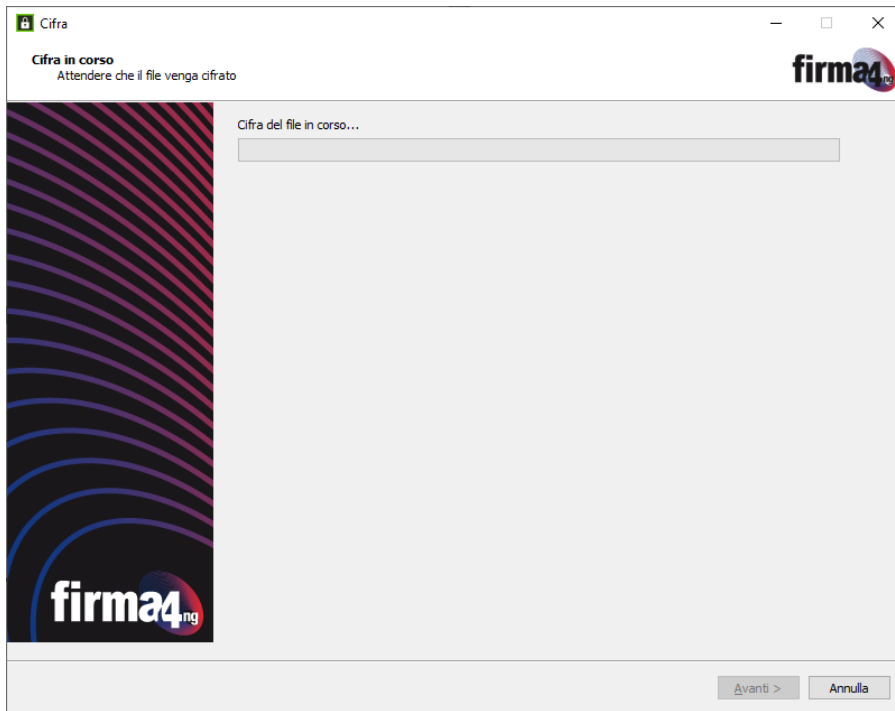 Cifra
Cifra in corso
Attendere che il file venga cifrato
firma4ng
Cifra del file in corso...
firma4ng
Avanti >
Annulla